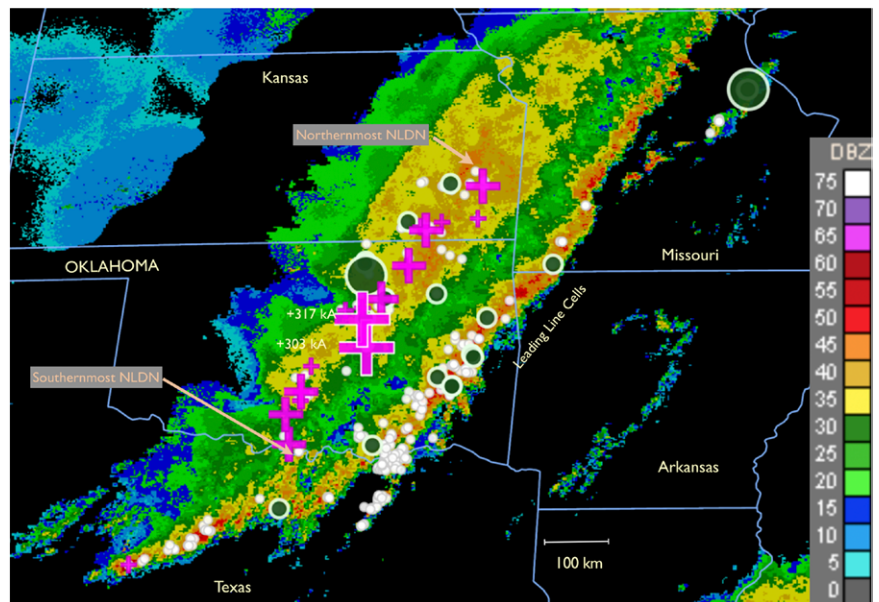 Kansas
Northernmost NLDN
DBZ
75
70
65
60
55
50
45
40
35
30
25
20
15
10
5
0
Missouri
OKLAHOMA
+317 kA
+303 kA
Leading Line Cells
Southernmost NLDN
Arkansas
100 km
Texas